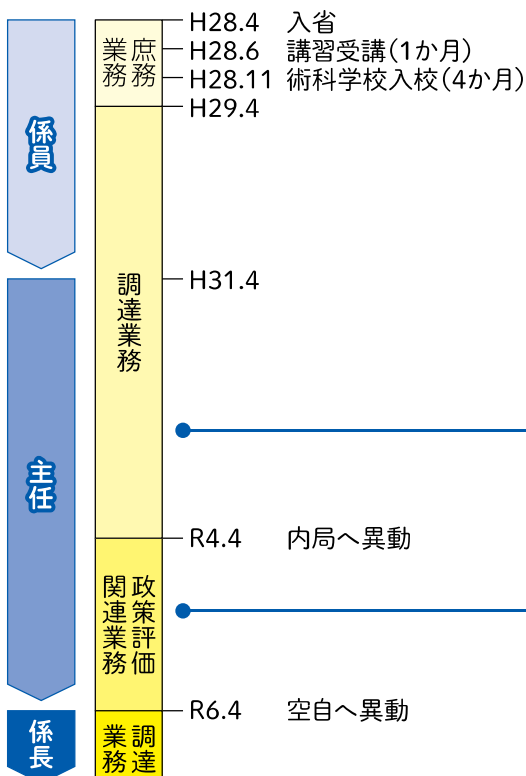 係員
主任
係長
庶務
業務
調達業務
政策評価
関連業務
調達
業務
H28.4 入省
H28.6 講習受講(1か月)
H28.11 術科学校入校(4か月)
H29.4
H31.4
R4.4 内局へ異動
R6.4 空自へ異動